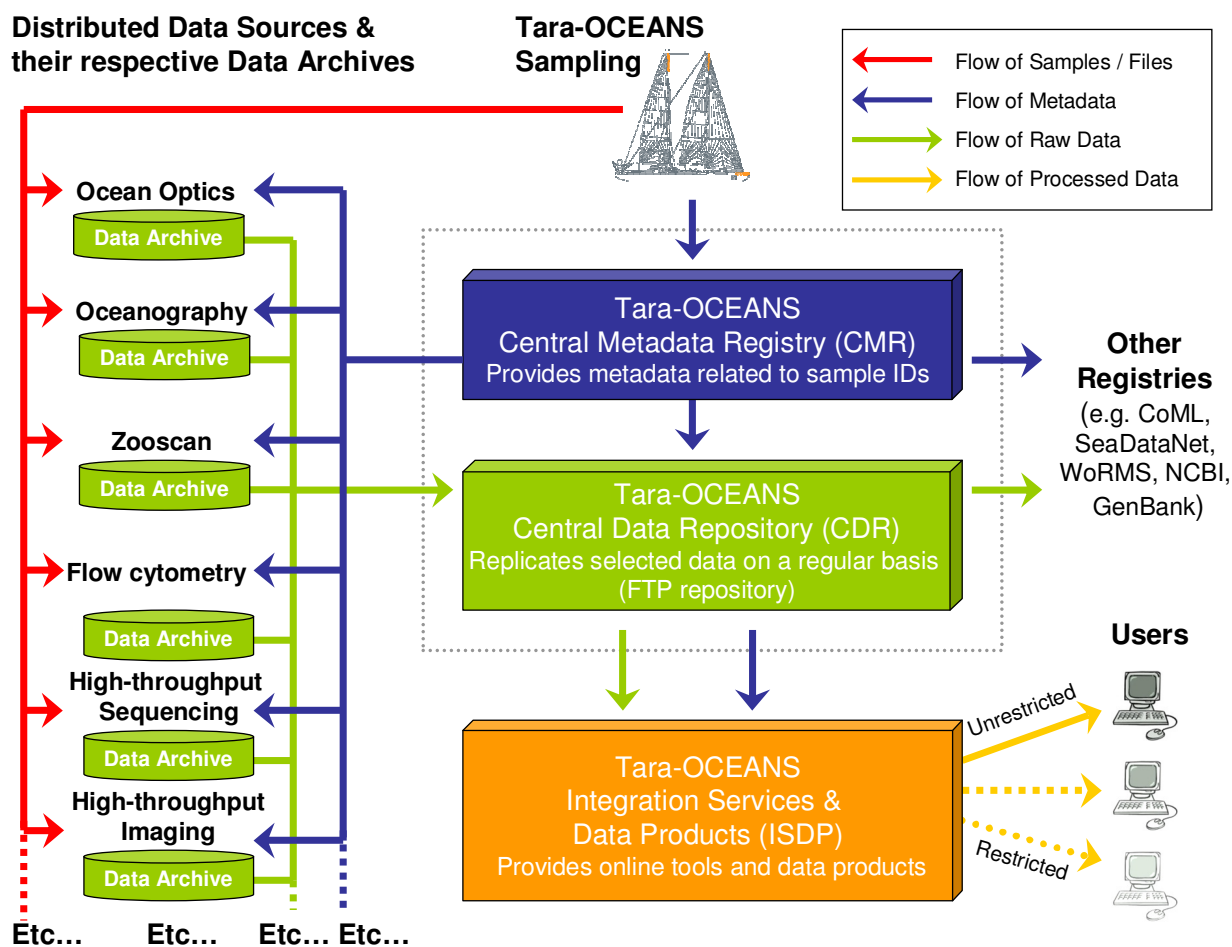 Distributed Data Sources &
their respective Data Archives
Tara-OCEANS
Sampling
Flow of Samples / Files
Flow of Metadata
Flow of Raw Data
Flow of Processed Data
Ocean Optics
Data Archive
Oceanography
Data Archive
Zooscan
Data Archive
Flow cytometry
Data Archive
High-throughput
Sequencing
Data Archive
High-throughput
Imaging
Data Archive
Etc...
Etc...
Etc...
Etc...
Tara-OCEANS
Central Metadata Registry (CMR)
Provides metadata related to sample IDs
Tara-OCEANS
Central Data Repository (CDR)
Replicates selected data on a regular basis
(FTP repository)
Tara-OCEANS
Integration Services &
Data Products (ISDP)
Provides online tools and data products
Other
Registries
(e.g. CoML,
SeaDataNet,
WoRMS, NCBI,
GenBank)
Users
Unrestricted
Restricted